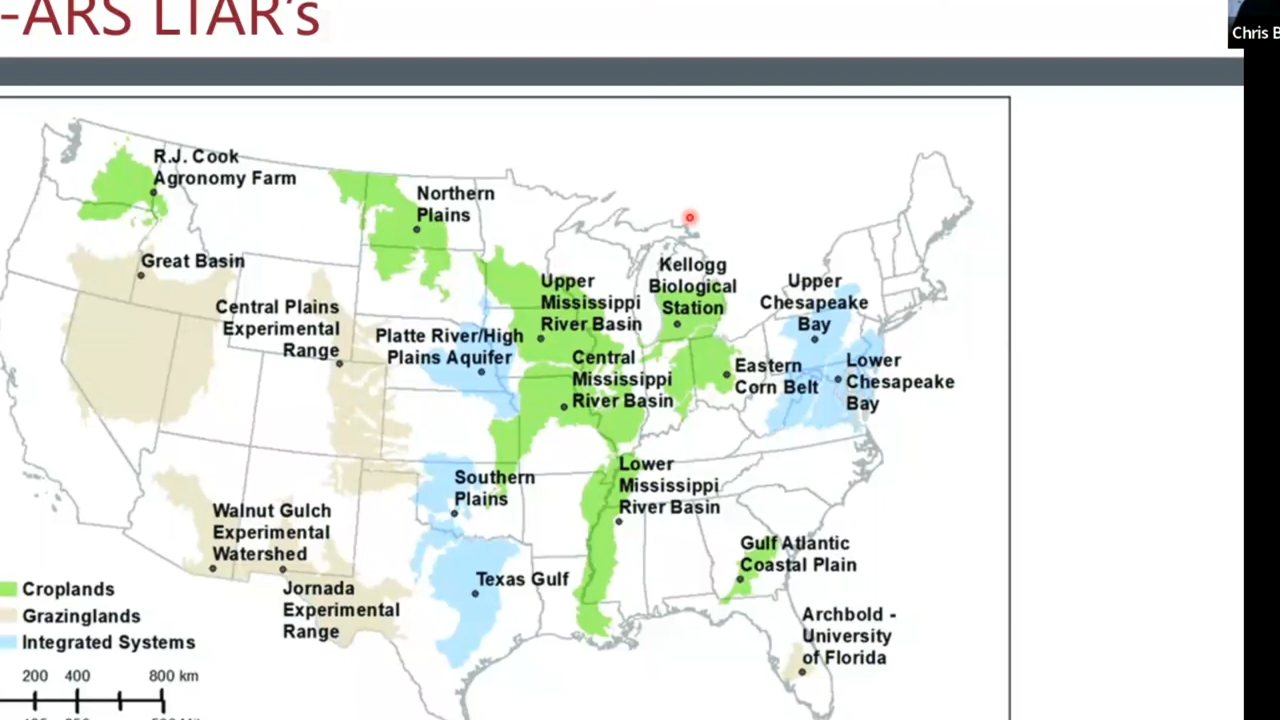 -ARS LTAR's
Chris B
R.J. Cook
Agronomy Farm
Northern
Plains
Great Basin
Kellogg
Biological
Station
Upper
Mississippi
River Basin
Upper
Chesapeake
Bay
Central Plains
Experimental
Range
Platte River/High
Plains Aquifer
Central
Mississippi
River Basin
Eastern
Corn Belt
Lower
Chesapeake
Bay
Southern
Plains
Lower
Mississippi
River Basin
Walnut Gulch
Experimental
Watershed
Gulf Atlantic
Coastal Plain
Texas Gulf
Jornada
Experimental
Range
Archbold -
University
of Florida
Croplands
Grazinglands
Integrated Systems
200 400 800 km